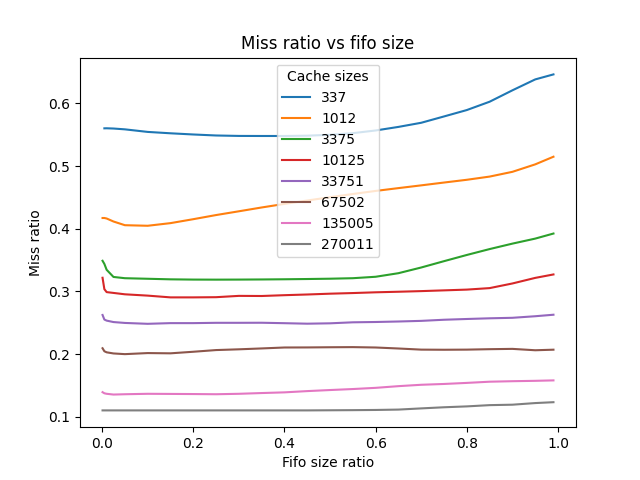 Miss ratio vs fifo size
Cache sizes
337
1012
3375
10125
33751
67502
135005
270011
Miss ratio
0.6
0.5
0.4
0.3
0.2
0.1
0.0 0.2 0.4 0.6 0.8 1.0
Fifo size ratio